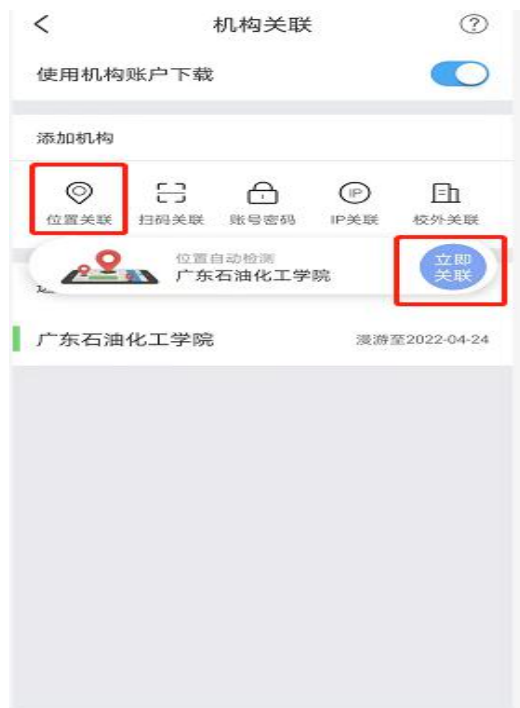 机构关联
使用机构账户下载
添加机构
IP
位置关联 扫码关联 账号密码 IP关联 校外关联
位置自动检测
广东石油化工学院
立即
关联
广东石油化工学院 漫游至2022-04-24